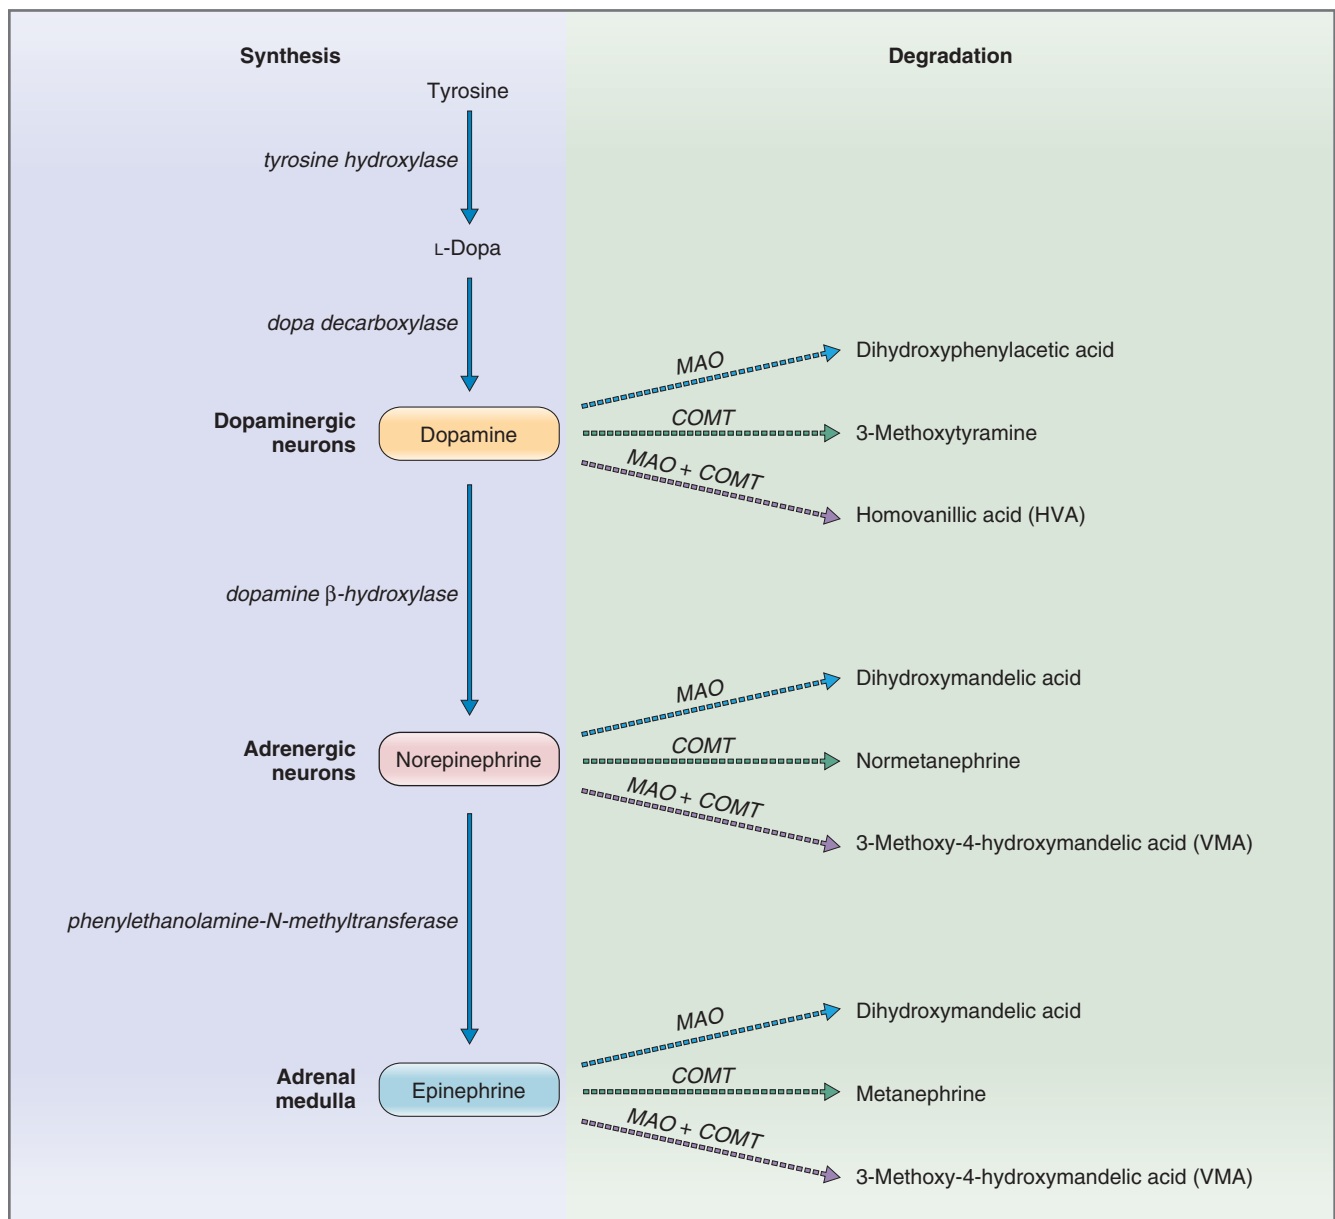 Synthesis
Degradation
Tyrosine
tyrosine hydroxylase
L-Dopa
dopa decarboxylase
Dopaminergic
neurons
Dopamine
MAO
Dihydroxyphenylacetic acid
COMT
3-Methoxytyramine
MAO + COMT
Homovanillic acid (HVA)
dopamine β-hydroxylase
Adrenergic
neurons
Norepinephrine
MAO
Dihydroxymandelic acid
COMT
Normetanephrine
MAO + COMT
3-Methoxy-4-hydroxymandelic acid (VMA)
phenylethanolamine-N-methyltransferase
Adrenal
medulla
Epinephrine
MAO
Dihydroxymandelic acid
COMT
Metanephrine
MAO + COMT
3-Methoxy-4-hydroxymandelic acid (VMA)